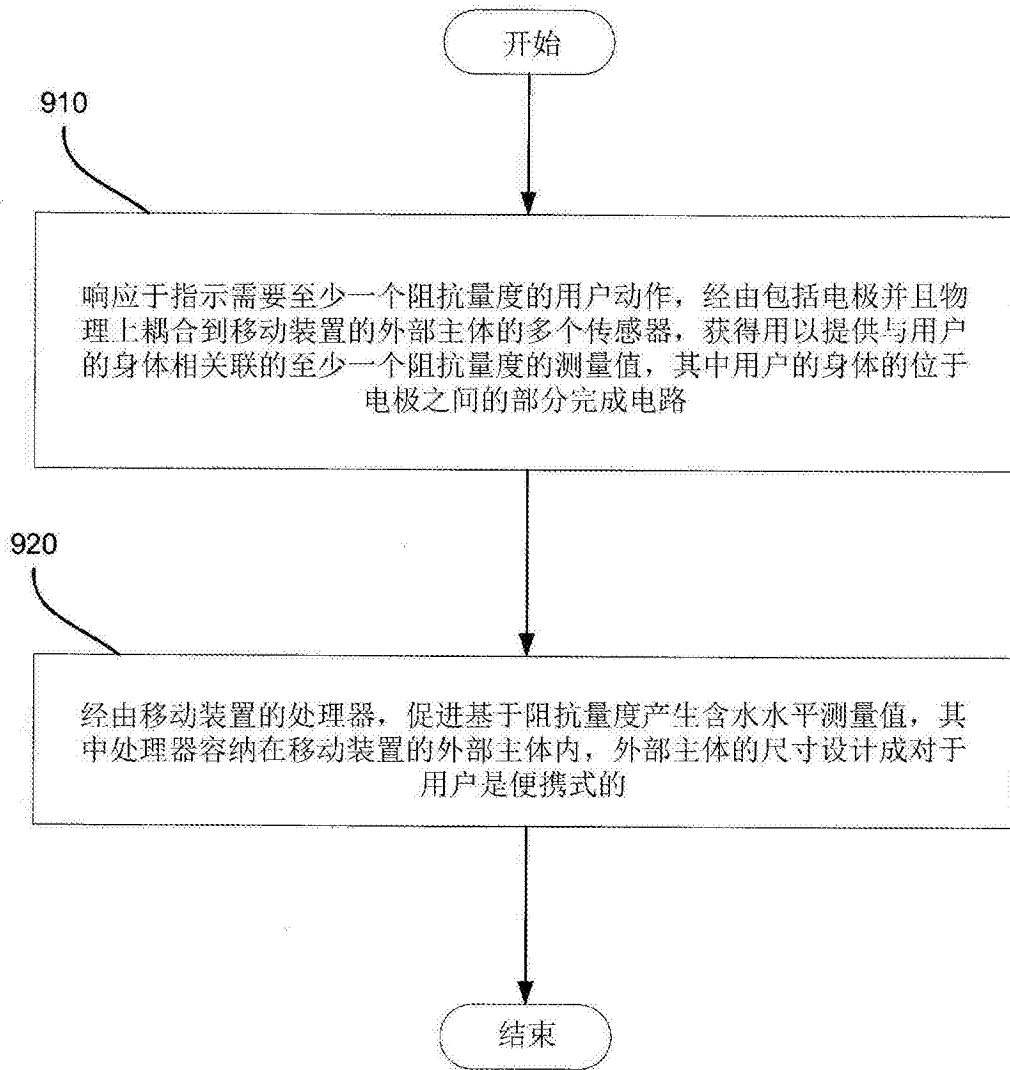 开始
910
响应于指示需要至少一个阻抗量度的用户动作，经由包括电极并且物
理上耦合到移动装置的外部主体的多个传感器，获得用以提供与用户
的身体相关联的至少一个阻抗量度的测量值，其中用户的身体的位于
电极之间的部分完成电路
920
经由移动装置的处理器，促进基于阻抗量度产生含水水平测量值，其
中处理器容纳在移动装置的外部主体内，外部主体的尺寸设计成对于
用户是便携式的
结束